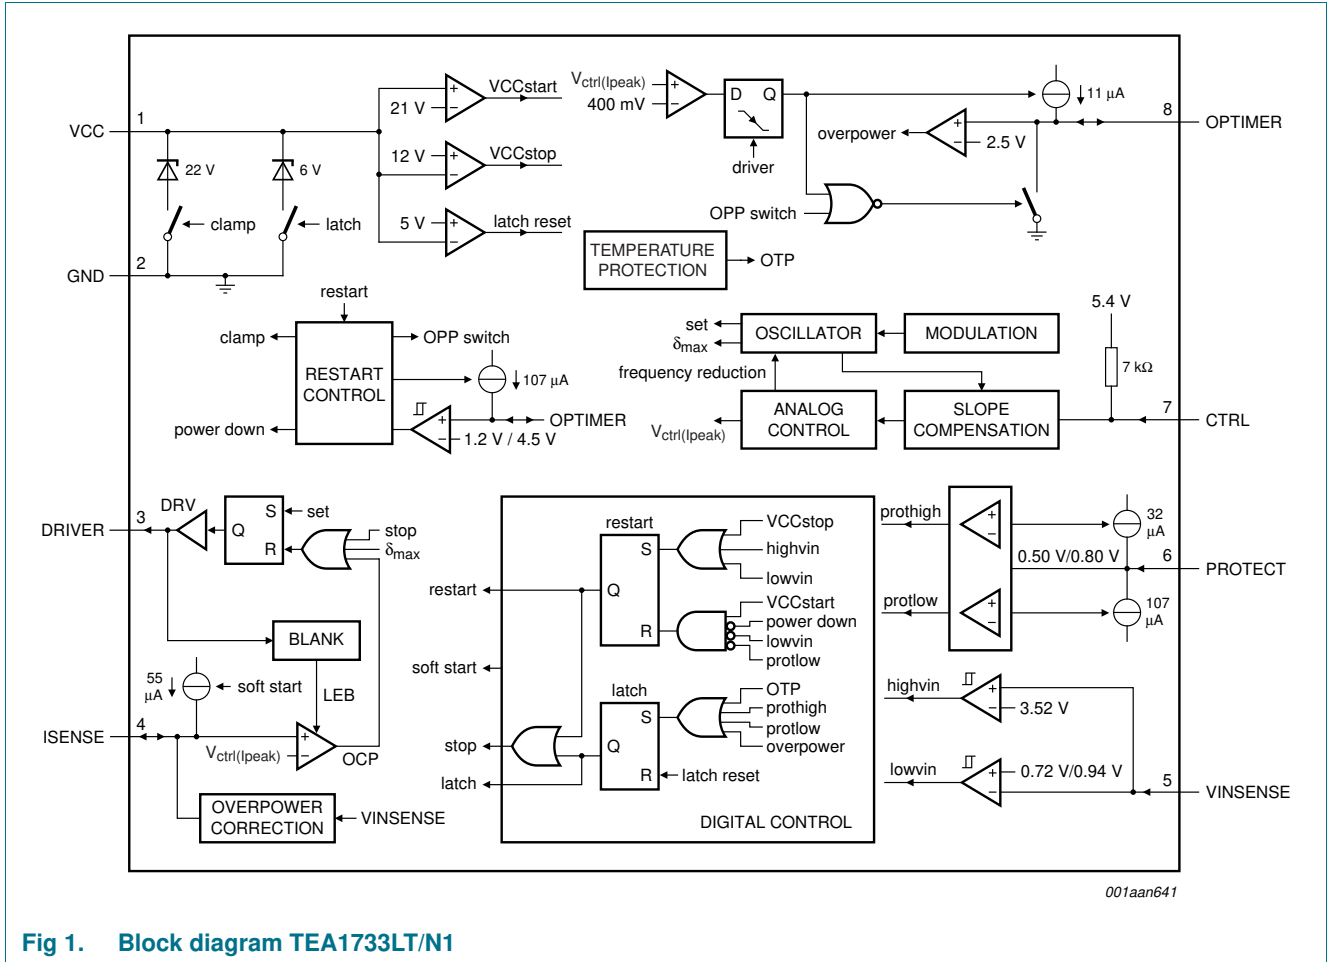 VCC
1
22 V
clamp
6 V
latch
GND
2
21 V
+
−
VCCstart
12 V
+
−
VCCstop
5 V
+
−
latch reset
Vctrl(Ipeak)
400 mV
+
−
D Q
driver
11 µA
8
OPTIMER
overpower
+
−
2.5 V
OPP switch
TEMPERATURE
PROTECTION
OTP
restart
clamp
OPP switch
RESTART
CONTROL
107 µA
power down
+
−
OPTIMER
1.2 V / 4.5 V
set
δmax
OSCILLATOR
MODULATION
frequency reduction
Vctrl(Ipeak)
ANALOG
CONTROL
SLOPE
COMPENSATION
5.4 V
7 kΩ
7
CTRL
DRIVER
3
DRV
Q
S
R
set
stop
δmax
BLANK
LEB
55
µA
soft start
ISENSE
4
Vctrl(Ipeak)
+
−
OCP
OVERPOWER
CORRECTION
VINSENSE
restart
S
Q
R
VCCstop
highvin
lowvin
VCCstart
power down
lowvin
protlow
restart
soft start
latch
S
Q
R
OTP
prothigh
protlow
overpower
latch reset
stop
latch
DIGITAL CONTROL
prothigh
+
−
32
µA
0.50 V/0.80 V
6
PROTECT
protlow
+
−
107
µA
highvin
+
−
3.52 V
lowvin
+
−
0.72 V/0.94 V
5
VINSENSE
001aan641
Fig 1. Block diagram TEA1733LT/N1